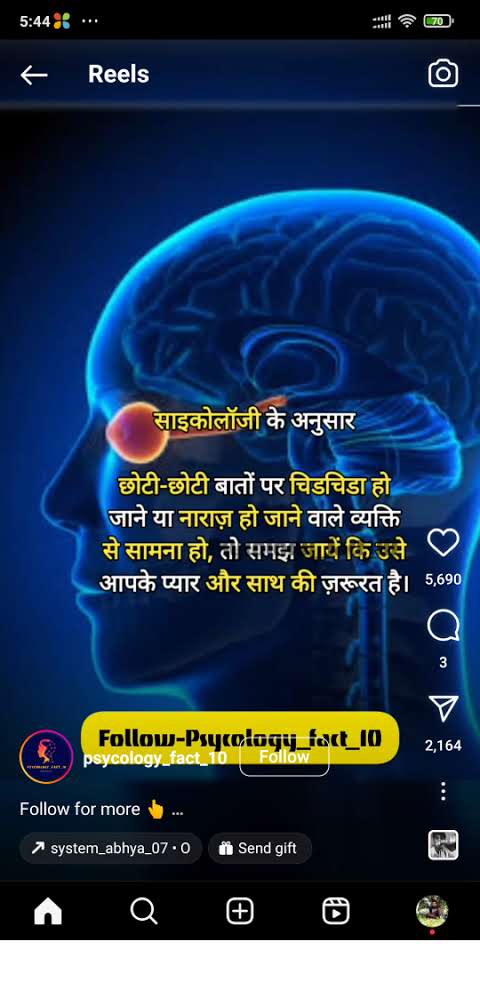 5:44 ... 70
Reels
साइकोलॉजी के अनुसार
छोटी-छोटी बातों पर चिडचिडा हो
जाने या नाराज़ हो जाने वाले व्यक्ति
से सामना हो, तो समझ जायें कि उसे
आपके प्यार और साथ की ज़रूरत है।
5,690
3
2,164
Follow-Psycology_fact_10
psycology_fact_10 Follow
Follow for more 👆 ...
system_abhya_07 • O Send gift